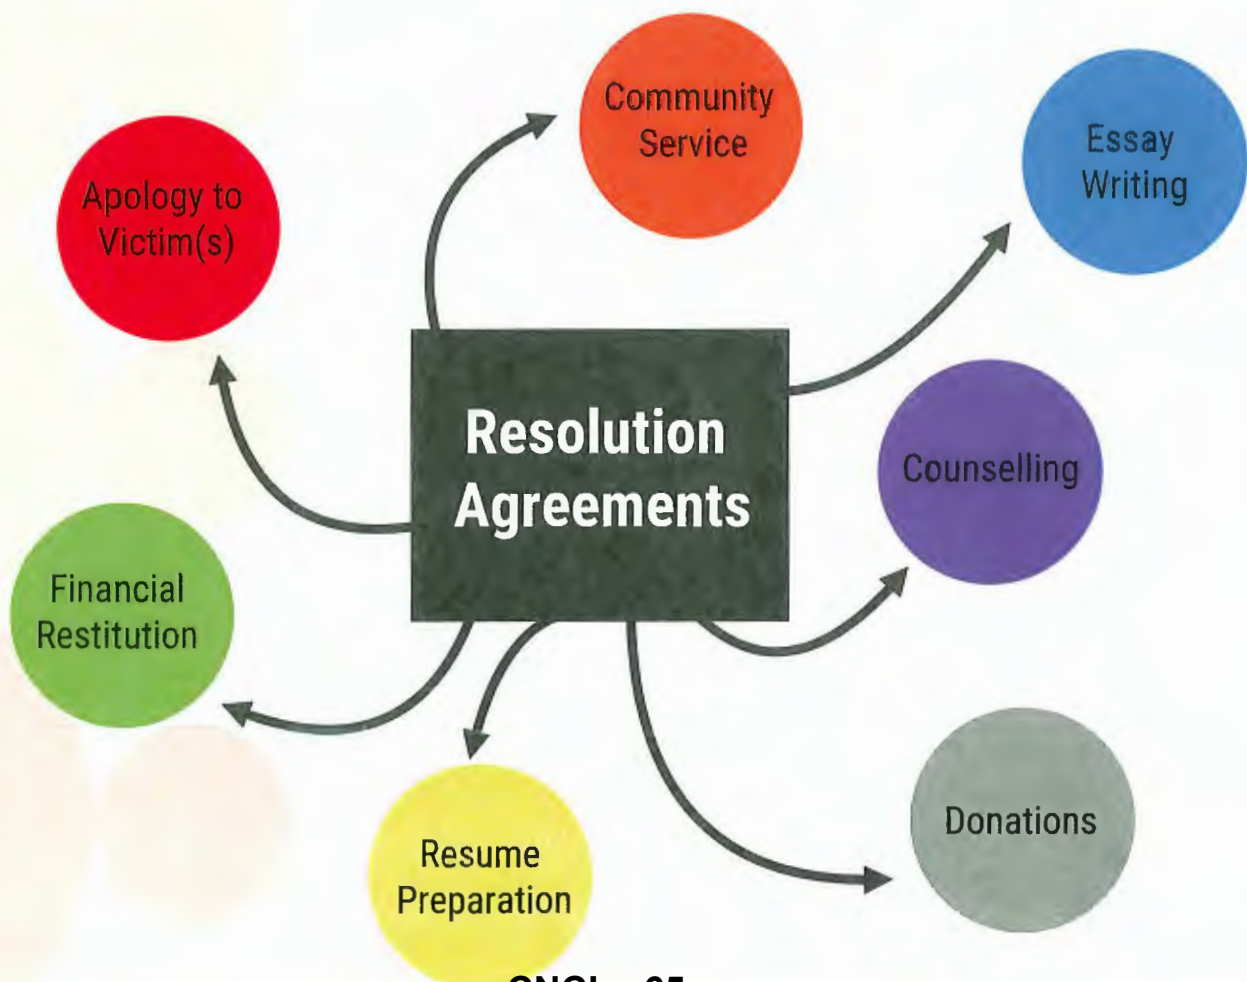 Community
Service
Essay
Writing
Apology to
Victim(s)
Resolution
Agreements
Counselling
Financial
Restitution
Resume
Preparation
Donations